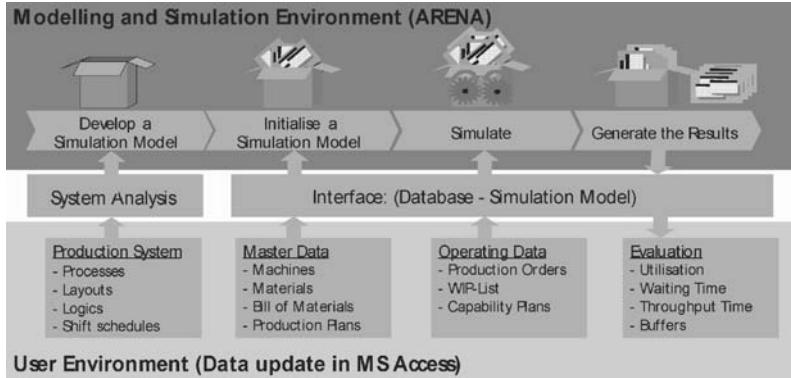 Modelling and Simulation Environment (ARENA)
Develop a
Simulation Model
Initialise a
Simulation Model
Simulate
Generate the Results
System Analysis
Interface: (Database - Simulation Model)
Production System
- Processes
- Layouts
- Logics
- Shift schedules
Master Data
- Machines
- Materials
- Bill of Materials
- Production Plans
Operating Data
- Production Orders
- WIP-List
- Capability Plans
Evaluation
- Utilisation
- Waiting Time
- Throughput Time
- Buffers
User Environment (Data update in MS Access)